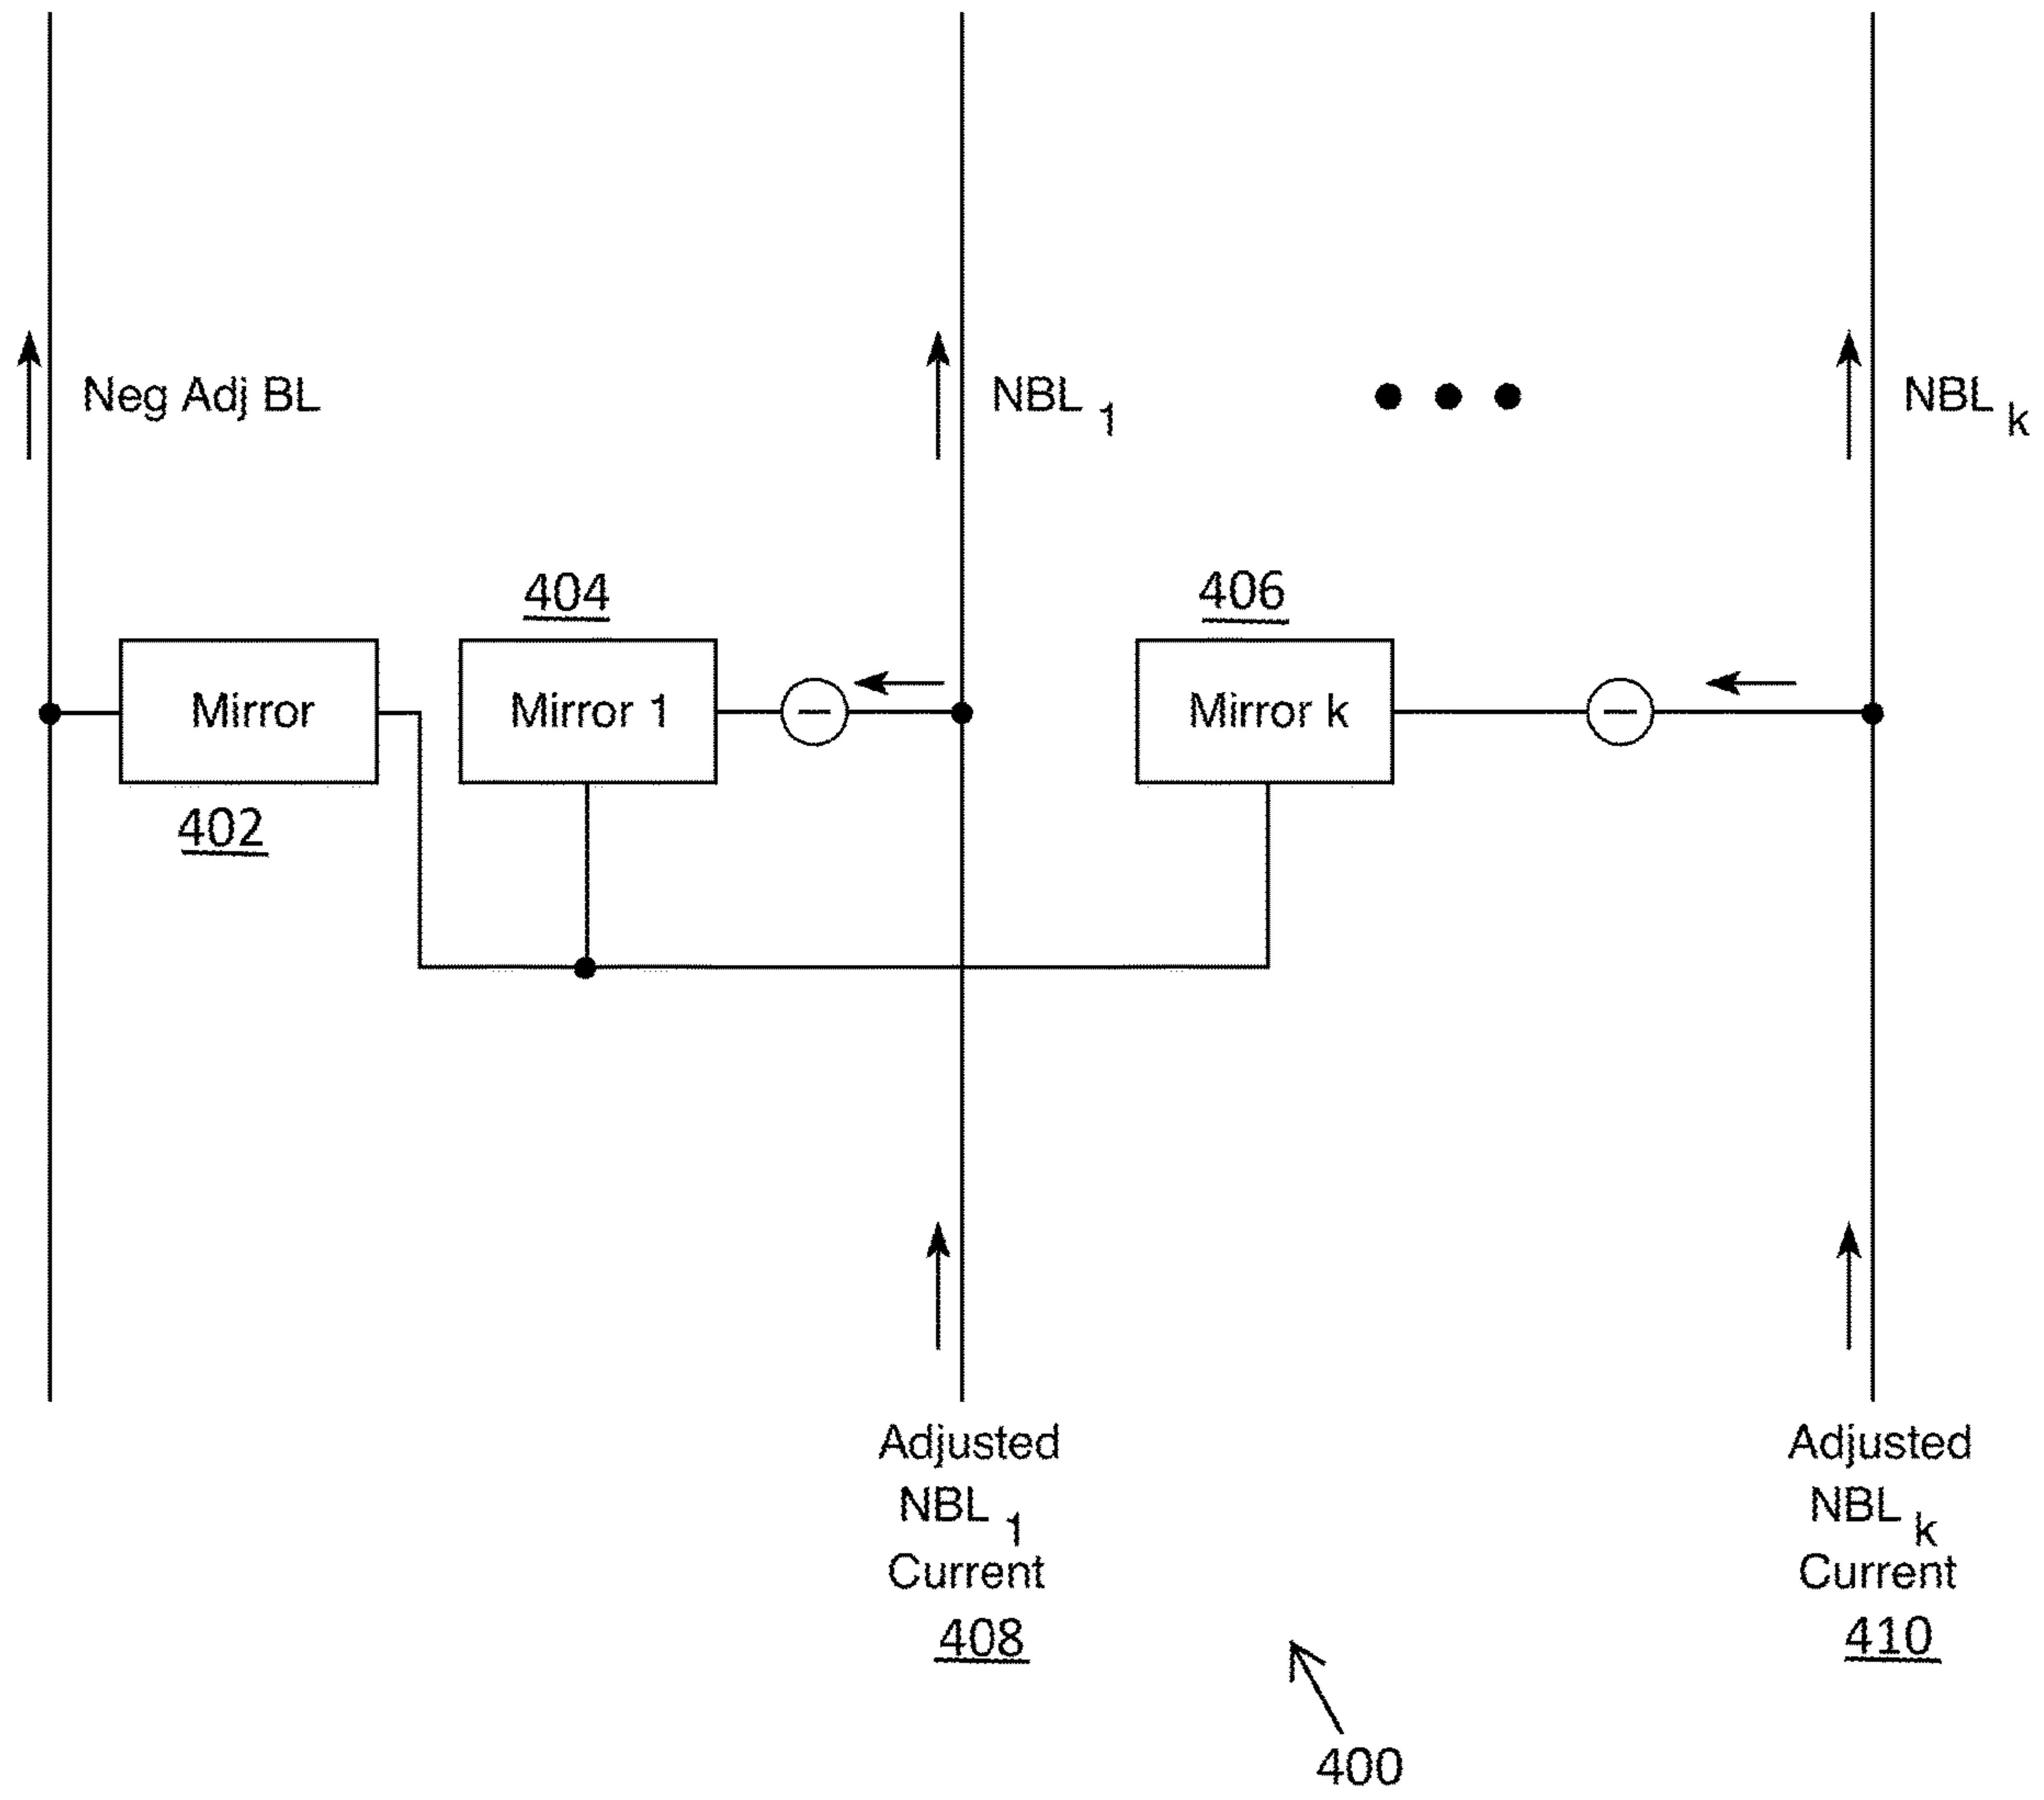 Neg Adj BL
NBL 1
NBL k
404
406
Mirror
Mirror 1
−
Mirror k
−
402
Adjusted
NBL 1
Current
408
Adjusted
NBL k
Current
410
400